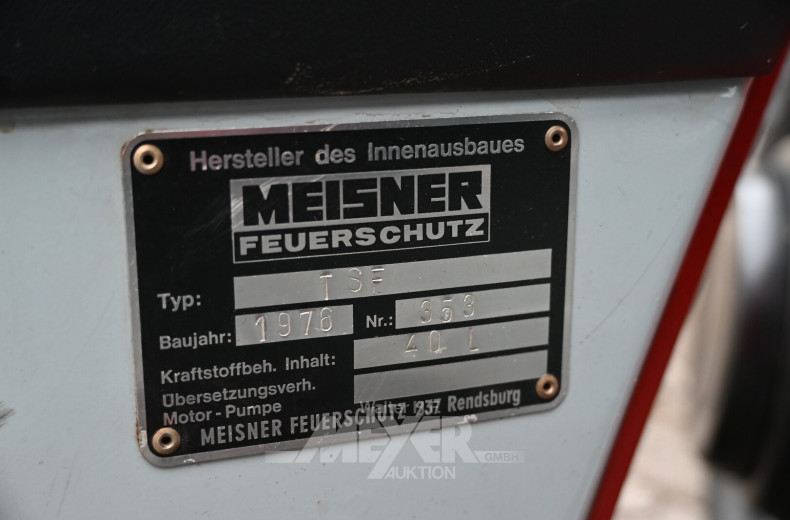 Hersteller des Innenausbaues
MEISNER
FEUERSCHUTZ
Typ: TSF
Baujahr: 1976 Nr.: 353
Kraftstoffbeh. Inhalt: 40 L
Übersetzungsverh.
Motor - Pumpe
MEISNER FEUERSCHUTZ 237 Rendsburg
MEYER
GMBH
AUKTION